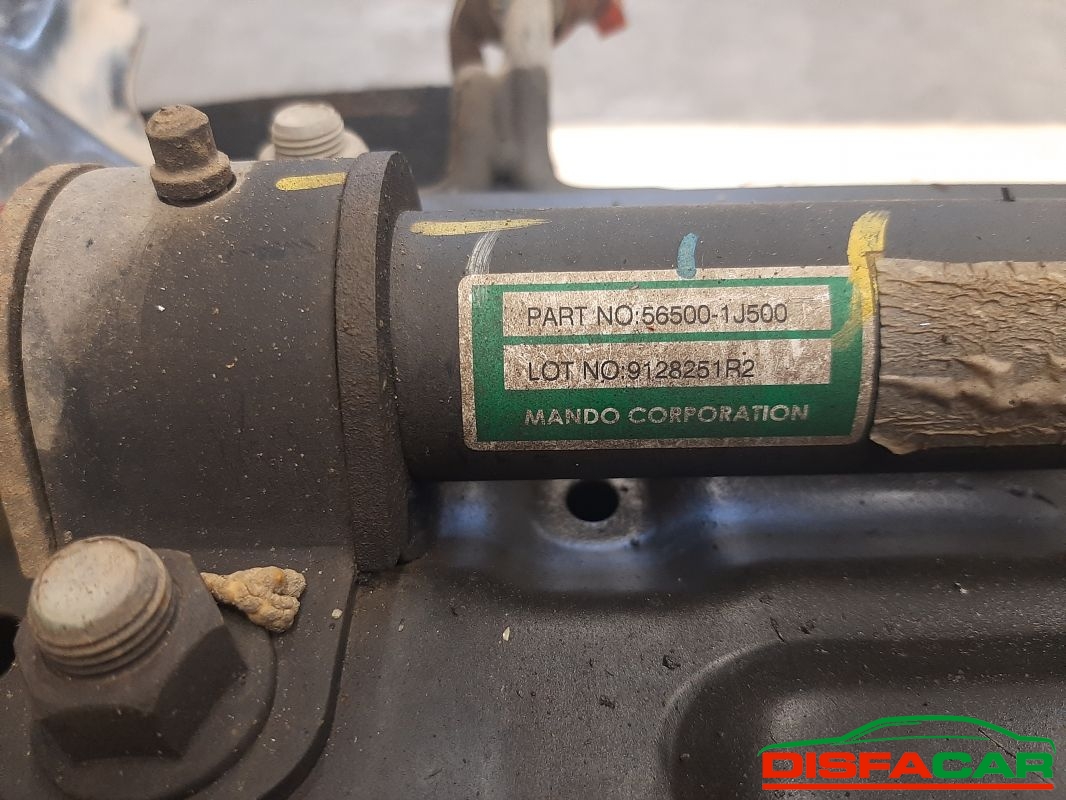 PART NO:56500-1J500
LOT NO:9128251R2
MANDO CORPORATION
DISFACAR